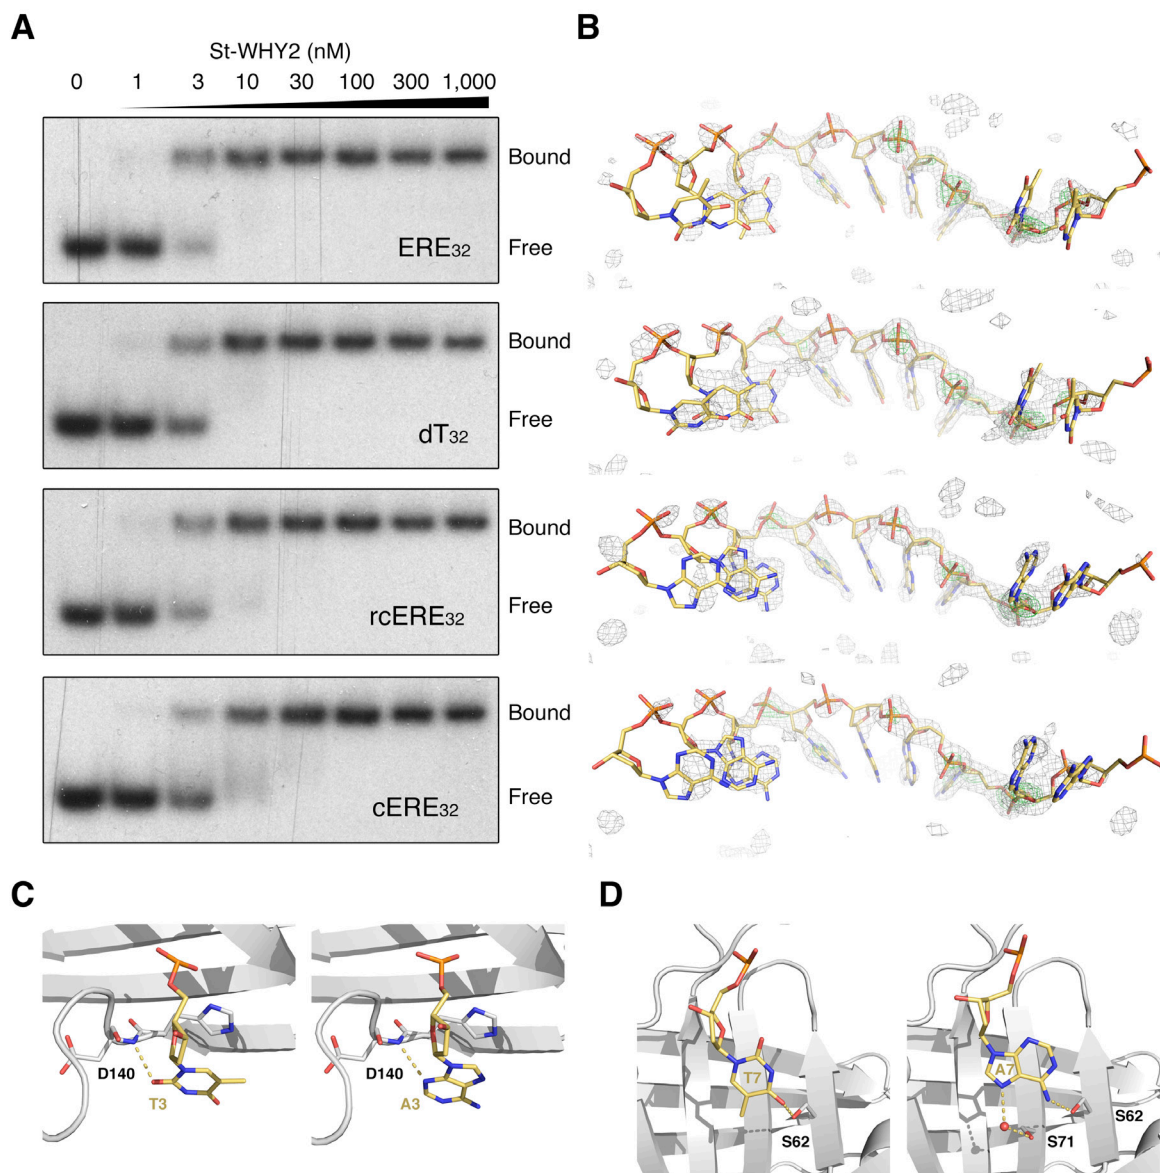 A
St-WHY2 (nM)
0 1 3 10 30 100 300 1,000
Bound
Free
ERE32
Bound
Free
dT32
Bound
Free
rcERE32
Bound
Free
cERE32
B
C
D140
T3
D140
A3
D
T7
S62
A7
S62
S71